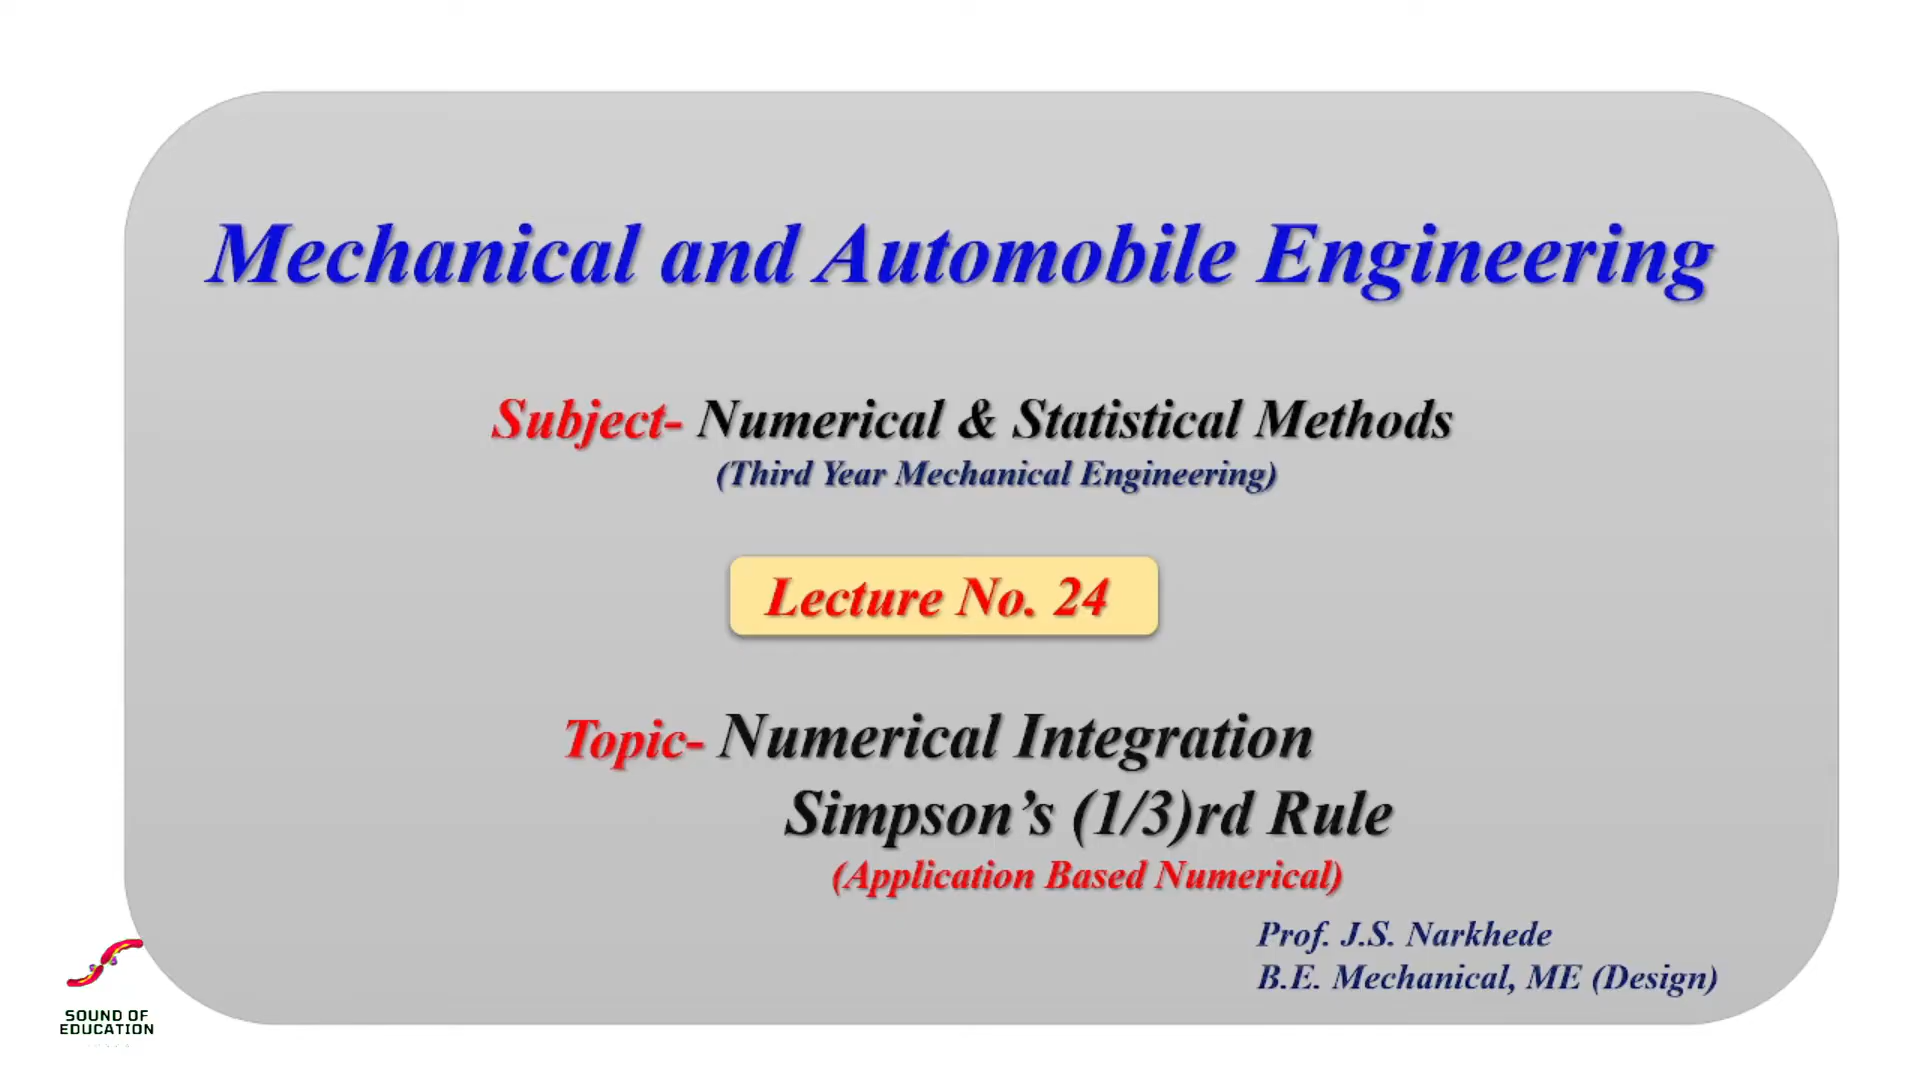 Mechanical and Automobile Engineering
Subject- Numerical & Statistical Methods
(Third Year Mechanical Engineering)
Lecture No. 24
Topic- Numerical Integration
Simpson’s (1/3)rd Rule
(Application Based Numerical)
Prof. J.S. Narkhede
B.E. Mechanical, ME (Design)
SOUND OF
EDUCATION